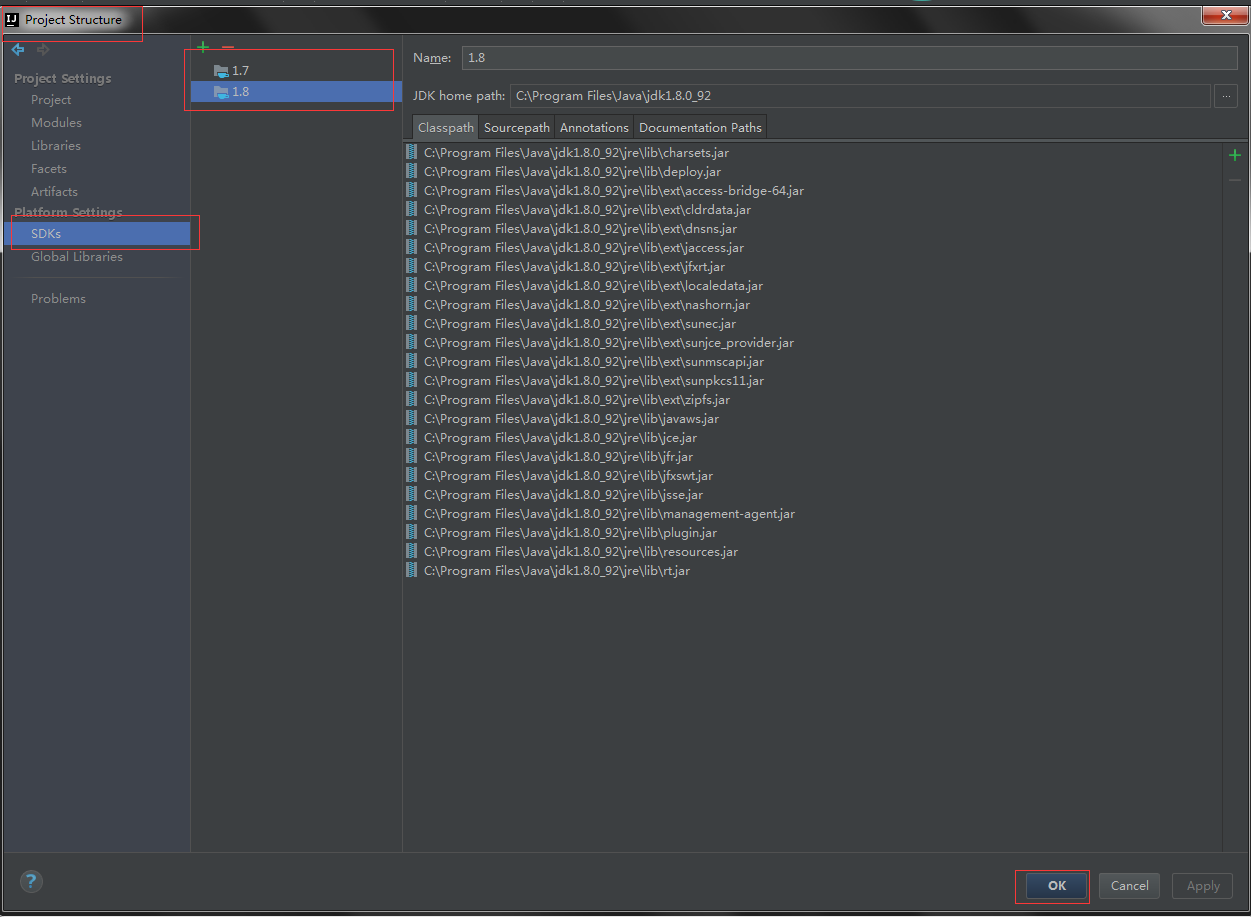 IJ Project Structure
Project Settings
Project
Modules
Libraries
Facets
Artifacts
Platform Settings
SDKs
Global Libraries
Problems
1.7
1.8
Name: 1.8
JDK home path: C:\Program Files\Java\jdk1.8.0_92 ...
Classpath Sourcepath Annotations Documentation Paths
C:\Program Files\Java\jdk1.8.0_92\jre\lib\charsets.jar
C:\Program Files\Java\jdk1.8.0_92\jre\lib\deploy.jar
C:\Program Files\Java\jdk1.8.0_92\jre\lib\ext\access-bridge-64.jar
C:\Program Files\Java\jdk1.8.0_92\jre\lib\ext\cldrdata.jar
C:\Program Files\Java\jdk1.8.0_92\jre\lib\ext\dnsns.jar
C:\Program Files\Java\jdk1.8.0_92\jre\lib\ext\jaccess.jar
C:\Program Files\Java\jdk1.8.0_92\jre\lib\ext\jfxrt.jar
C:\Program Files\Java\jdk1.8.0_92\jre\lib\ext\localedata.jar
C:\Program Files\Java\jdk1.8.0_92\jre\lib\ext\nashorn.jar
C:\Program Files\Java\jdk1.8.0_92\jre\lib\ext\sunec.jar
C:\Program Files\Java\jdk1.8.0_92\jre\lib\ext\sunjce_provider.jar
C:\Program Files\Java\jdk1.8.0_92\jre\lib\ext\sunmscapi.jar
C:\Program Files\Java\jdk1.8.0_92\jre\lib\ext\sunpkcs11.jar
C:\Program Files\Java\jdk1.8.0_92\jre\lib\ext\zipfs.jar
C:\Program Files\Java\jdk1.8.0_92\jre\lib\javaws.jar
C:\Program Files\Java\jdk1.8.0_92\jre\lib\jce.jar
C:\Program Files\Java\jdk1.8.0_92\jre\lib\jfr.jar
C:\Program Files\Java\jdk1.8.0_92\jre\lib\jfxswt.jar
C:\Program Files\Java\jdk1.8.0_92\jre\lib\jsse.jar
C:\Program Files\Java\jdk1.8.0_92\jre\lib\management-agent.jar
C:\Program Files\Java\jdk1.8.0_92\jre\lib\plugin.jar
C:\Program Files\Java\jdk1.8.0_92\jre\lib\resources.jar
C:\Program Files\Java\jdk1.8.0_92\jre\lib\rt.jar
? OK Cancel Apply